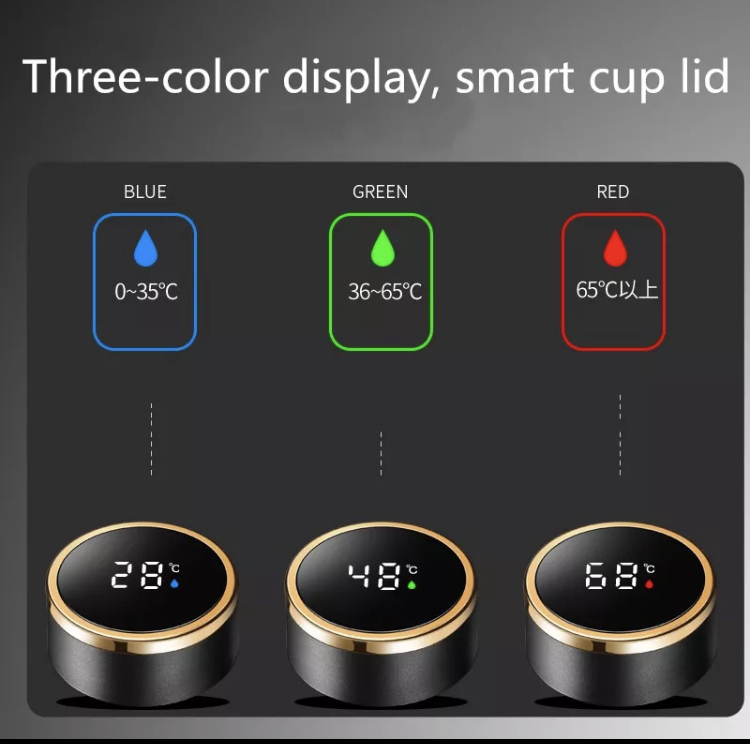 Three-color display, smart cup lid
BLUE GREEN RED
0~35℃ 36~65℃ 65℃以上
28℃ 48℃ 68℃